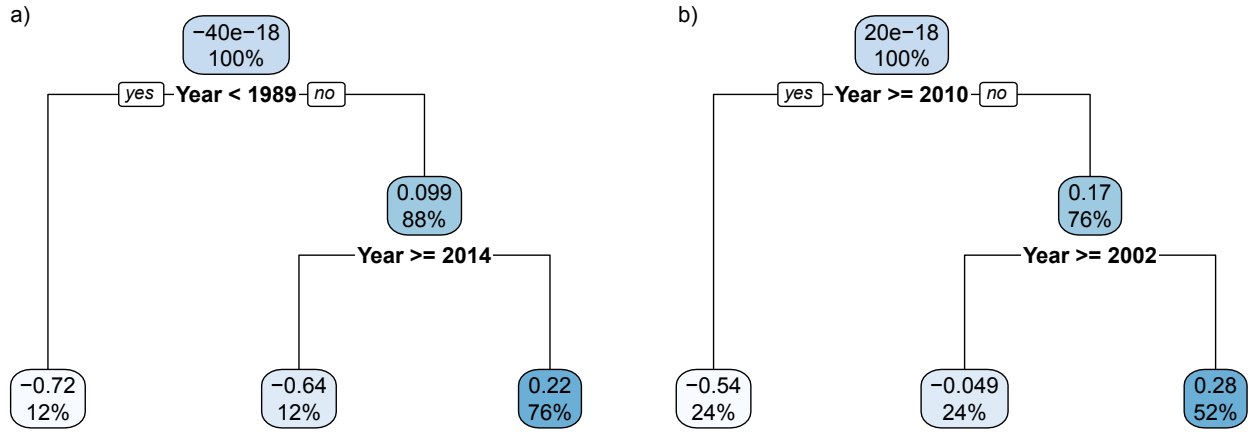 a)
−40e−18
100%
yes Year < 1989 no
0.099
88%
Year >= 2014
−0.72
12%
−0.64
12%
0.22
76%
b)
20e−18
100%
yes Year >= 2010 no
0.17
76%
Year >= 2002
−0.54
24%
−0.049
24%
0.28
52%